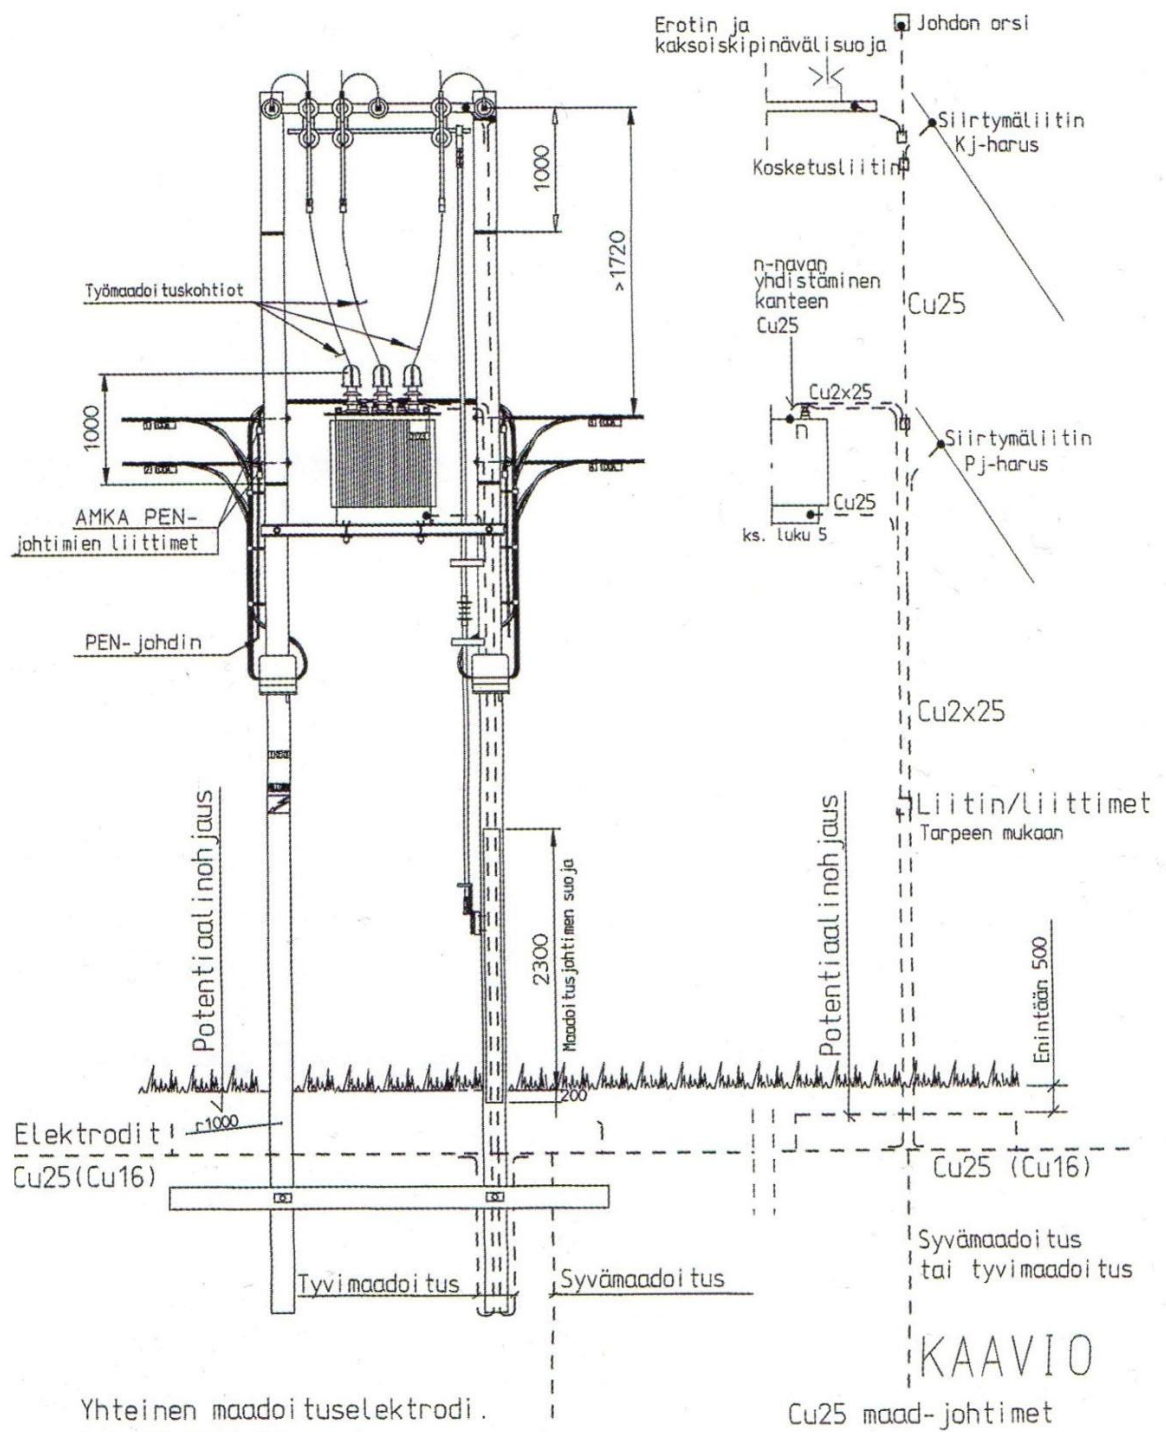 Erotin ja
kaksoiskipinävälisuoja
Johdon orsi
Siirtymäliitin
Kj-harus
Kosketusliitin
1000
>1720
n-navan
yhdistäminen
kanteen
Cu25
Cu25
Työmaadoituskohtiot
1000
Cu2x25
n
Siirtymäliitin
Pj-harus
Cu25
ks. luku 5
AMKA PEN-
johtimien liittimet
PEN-johdin
Cu2x25
Potentiaalinohjaus
2300
Maadoitusjohtimen suoja
Potentiaalinohjaus
Liitin/liittimet
Tarpeen mukaan
Enintään 500
200
r1000
Elektrodit
Cu25(Cu16)
Cu25 (Cu16)
Tyvimaadoitus
Syvämaadoitus
Syvämaadoitus
tai tyvimaadoitus
KAAVIO
Yhteinen maadoituselektrodi.
Cu25 maad-johtimet